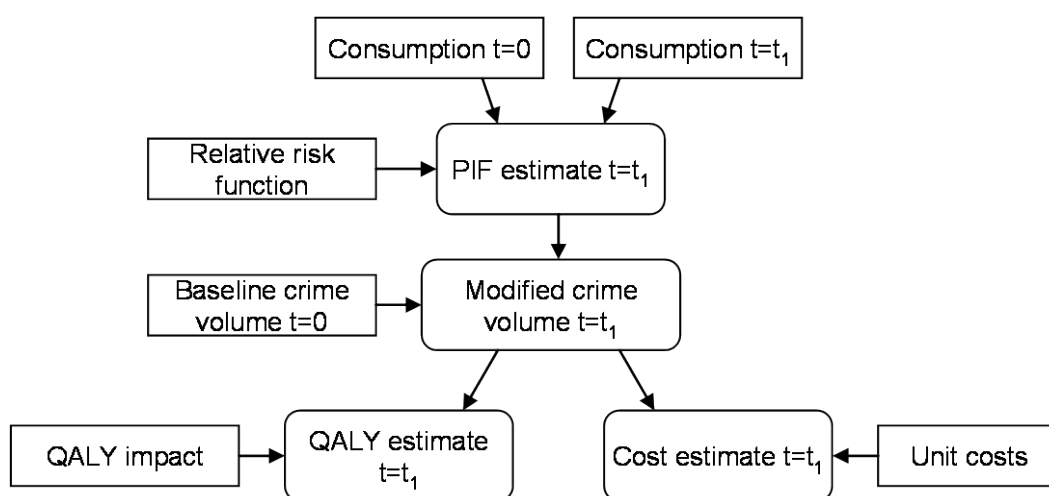 Consumption t=0
Consumption t=t₁
Relative risk
function
PIF estimate t=t₁
Baseline crime
volume t=0
Modified crime
volume t=t₁
QALY impact
QALY estimate
t=t₁
Cost estimate t=t₁
Unit costs